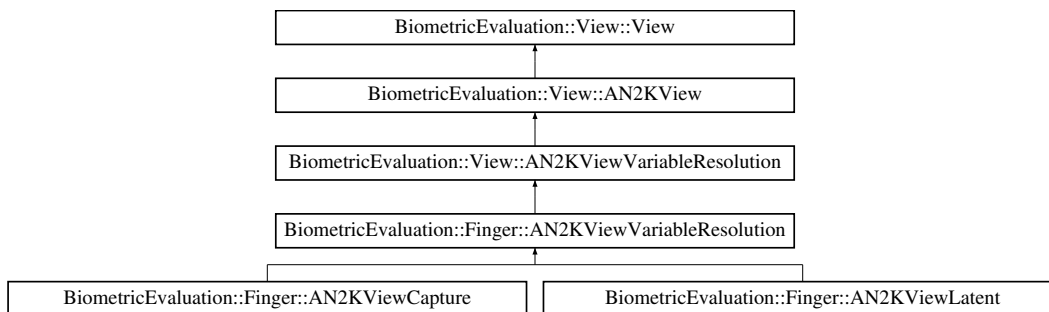 BiometricEvaluation::View::View
BiometricEvaluation::View::AN2KView
BiometricEvaluation::View::AN2KViewVariableResolution
BiometricEvaluation::Finger::AN2KViewVariableResolution
BiometricEvaluation::Finger::AN2KViewCapture
BiometricEvaluation::Finger::AN2KViewLatent